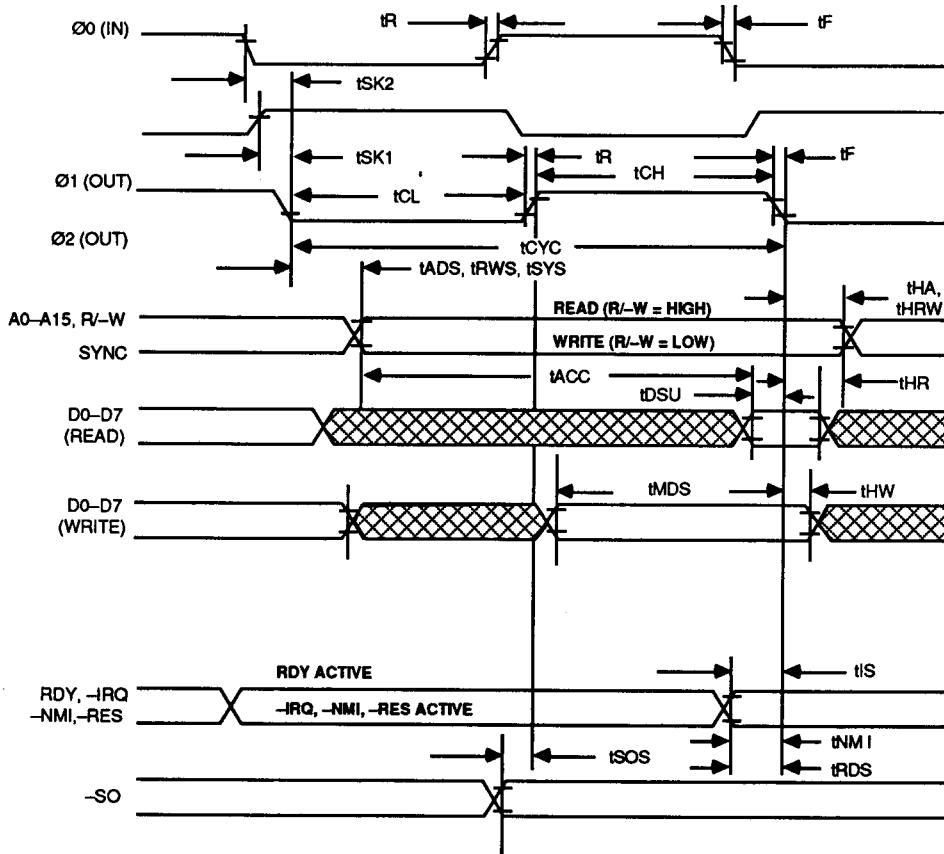 Ø0 (IN)
tR
tF
tSK2
tSK1
tR
tF
tCH
Ø1 (OUT)
tCL
Ø2 (OUT)
tCYC
tADS, tRWS, tSYS
tHA,
tHRW
A0–A15, R/–W
READ (R/–W = HIGH)
SYNC
WRITE (R/–W = LOW)
tACC
tHR
tDSU
D0–D7
(READ)
tMDS
tHW
D0–D7
(WRITE)
RDY ACTIVE
tIS
RDY, –IRQ
–NMI, –RES
–IRQ, –NMI, –RES ACTIVE
tSOS
tNMI
tRDS
–SO